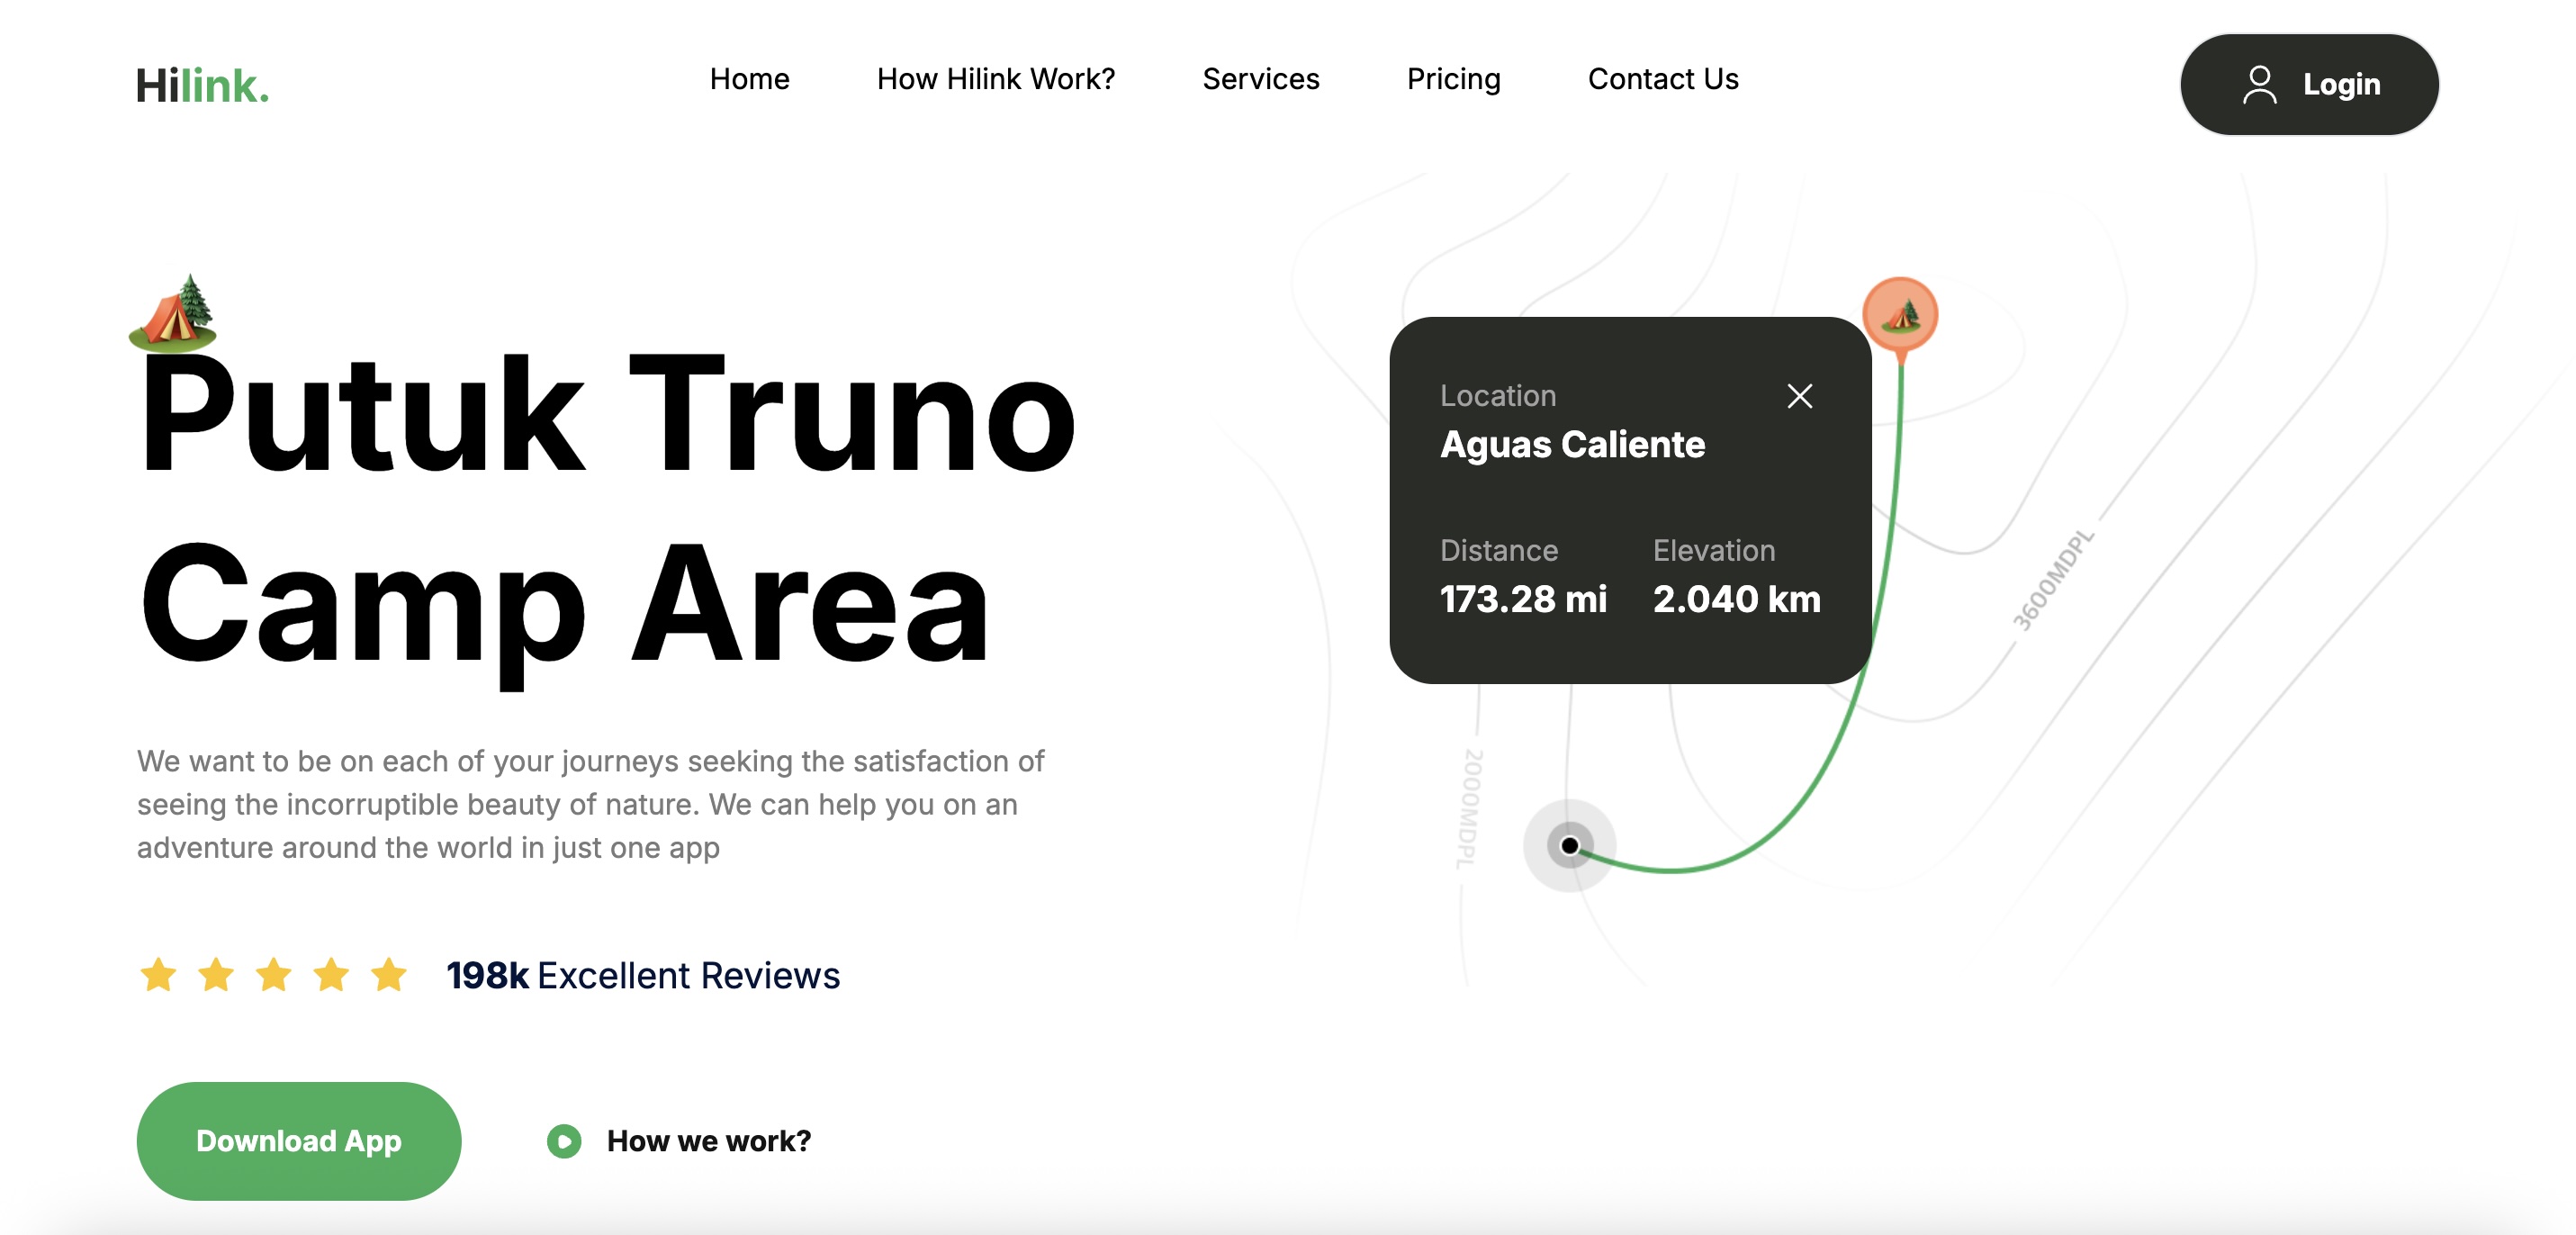 Hilink.
Home
How Hilink Work?
Services
Pricing
Contact Us
Login
Putuk Truno
Camp Area
We want to be on each of your journeys seeking the satisfaction of
seeing the incorruptible beauty of nature. We can help you on an
adventure around the world in just one app
198k Excellent Reviews
Download App
How we work?
Location
Aguas Caliente
Distance
173.28 mi
Elevation
2.040 km
3600MDPL
2000MDPL